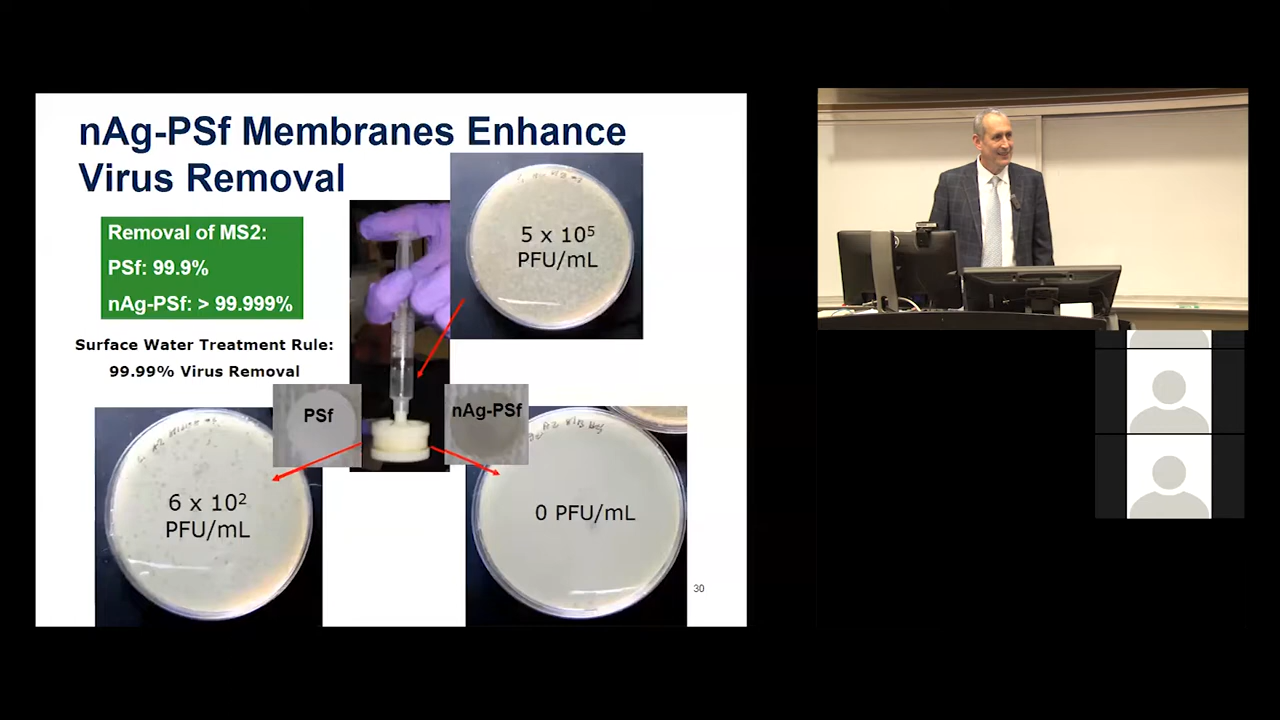 nAg-PSf Membranes Enhance
Virus Removal
Removal of MS2:
PSf: 99.9%
nAg-PSf: > 99.999%
Surface Water Treatment Rule:
99.99% Virus Removal
5 x 10⁵
PFU/mL
PSf
nAg-PSf
6 x 10²
PFU/mL
0 PFU/mL
30